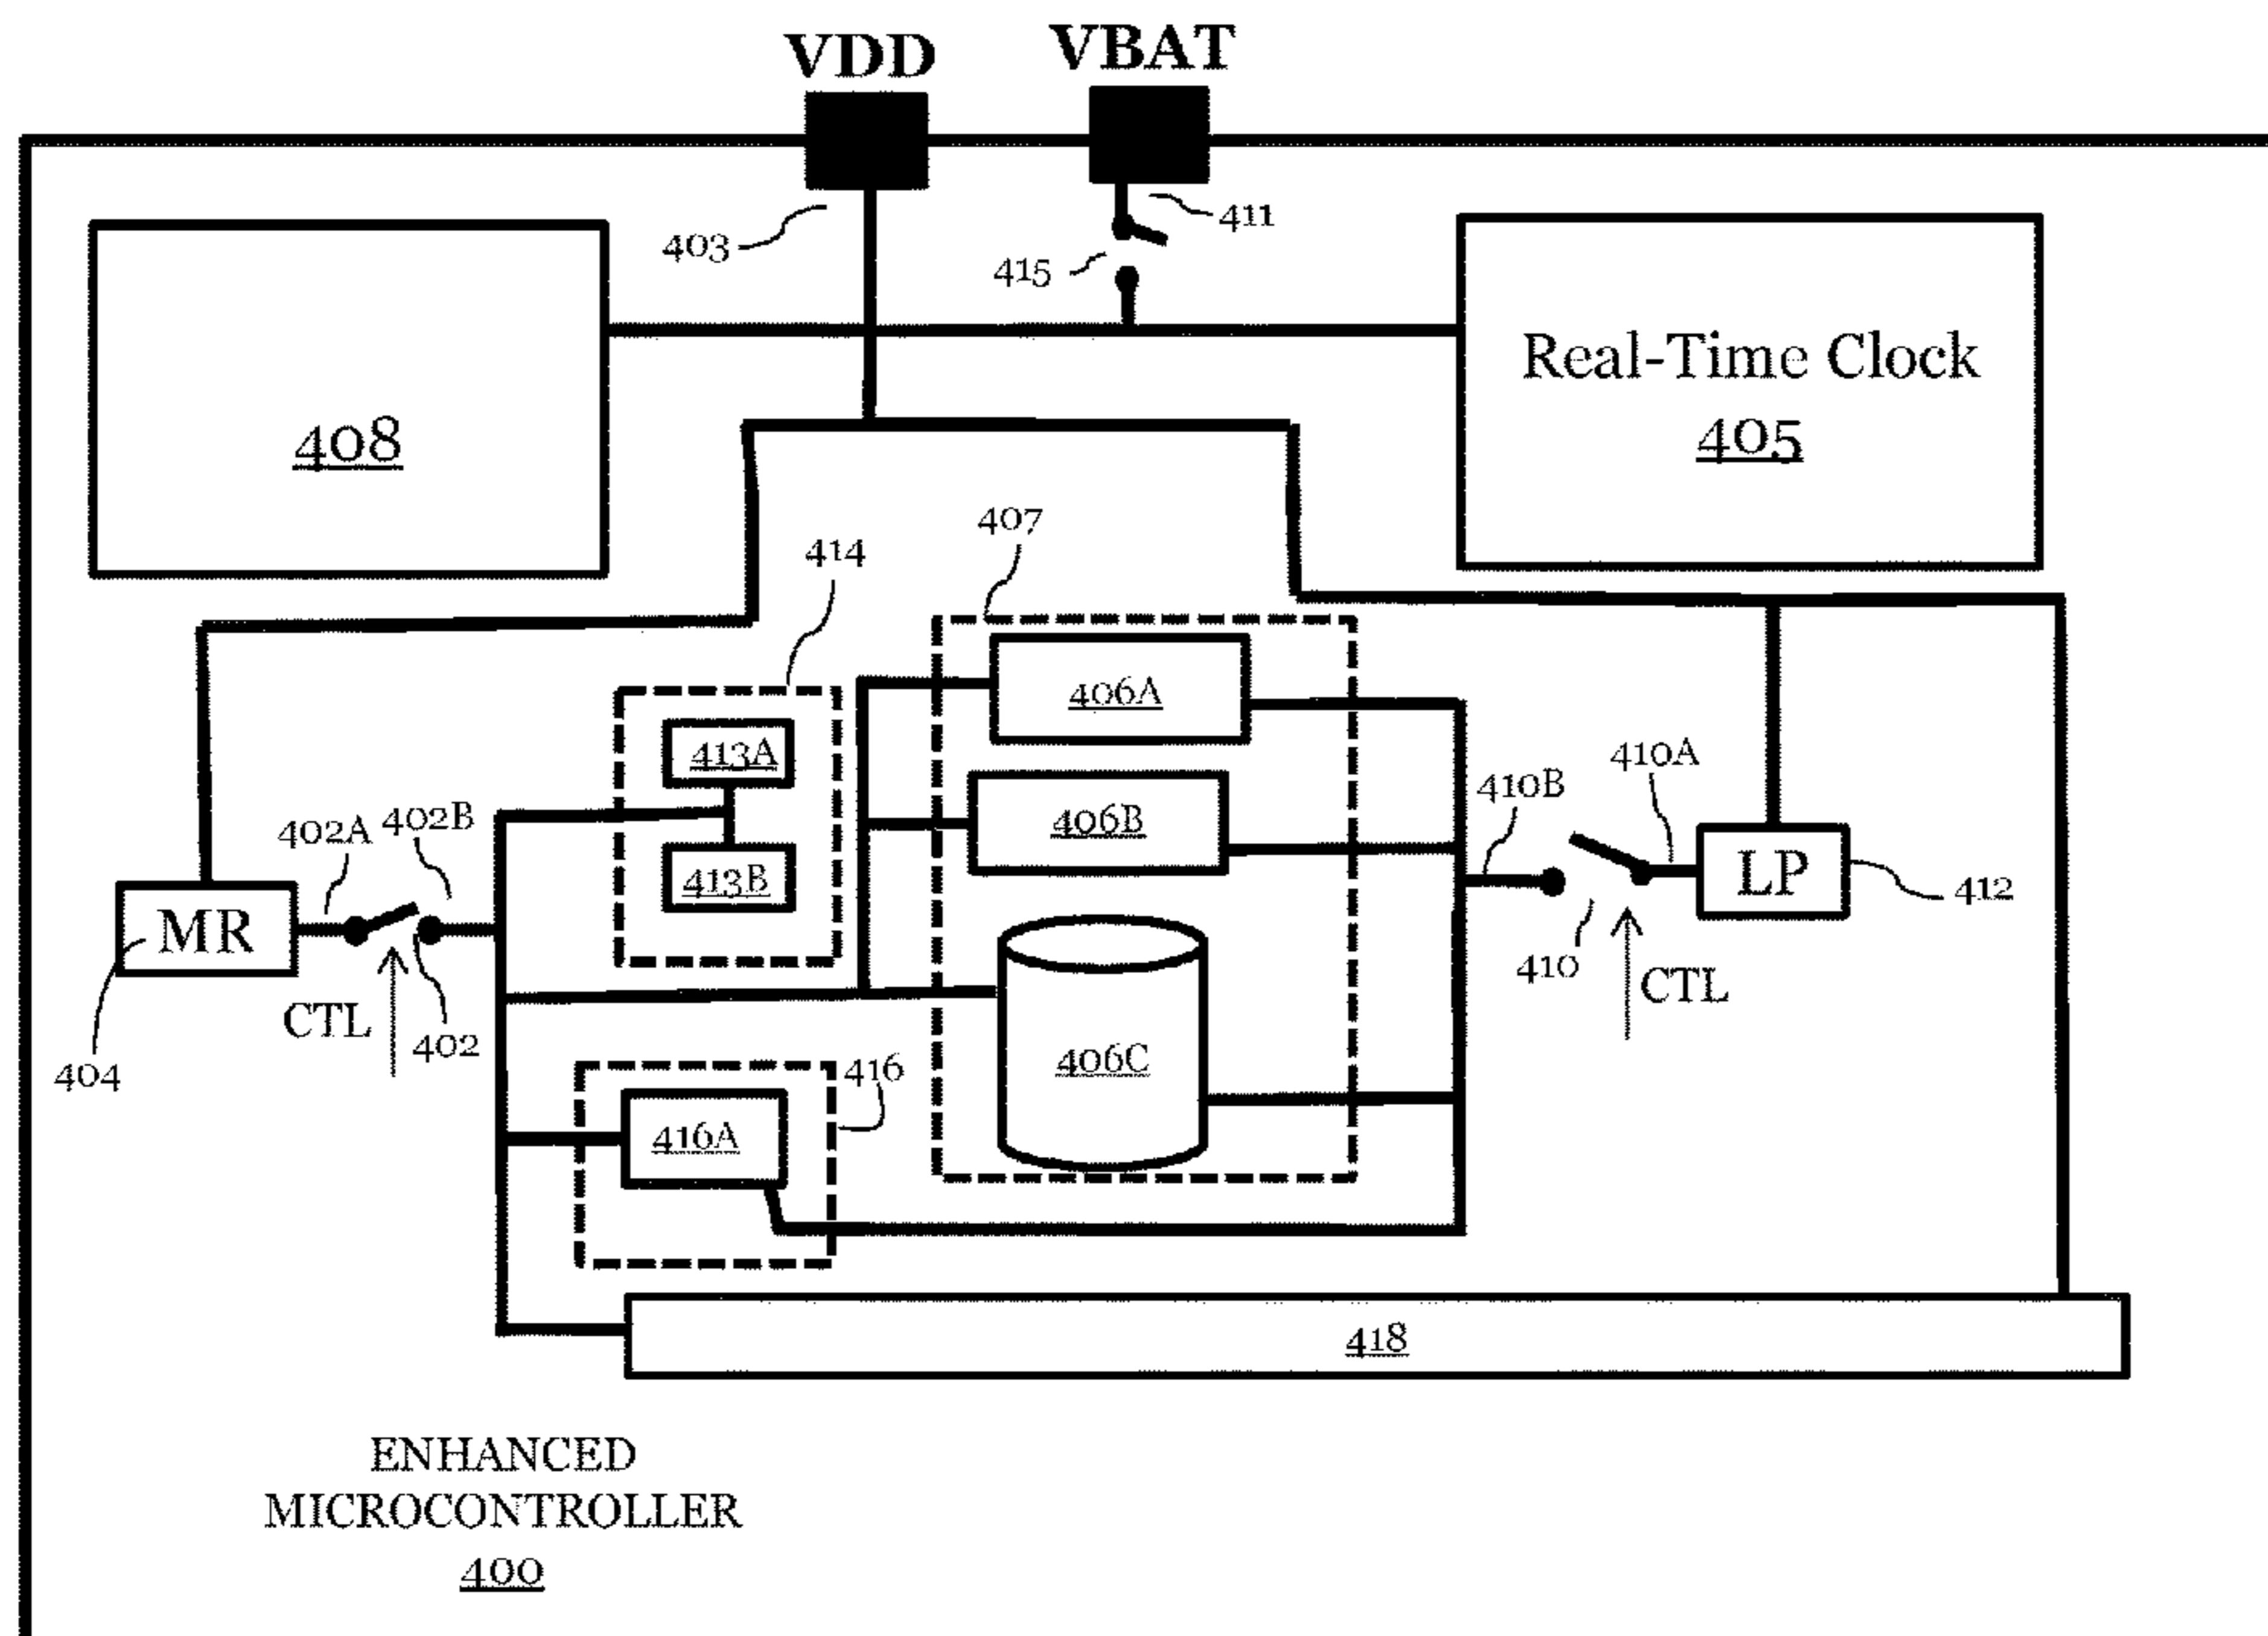 VDD
VBAT
403
411
415
408
Real-Time Clock
405
407
414
406A
413A
410A
410B
406B
402A
402B
413B
LP
412
MR
410
CTL
CTL
402
404
406C
416
416A
418
ENHANCED
MICROCONTROLLER
400